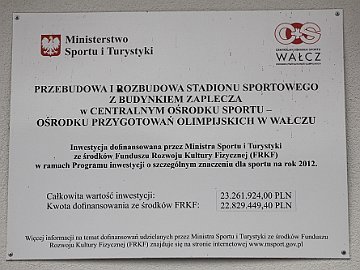 Ministerstwo
Sportu i Turystyki
COS
CENTRALNY OŚRODEK SPORTU
WAŁCZ
PRZEBUDOWA I ROZBUDOWA STADIONU SPORTOWEGO
Z BUDYNKIEM ZAPLECZA
w CENTRALNYM OŚRODKU SPORTU –
OŚRODKU PRZYGOTOWAŃ OLIMPIJSKICH W WAŁCZU
Inwestycja dofinansowana przez Ministra Sportu i Turystyki
ze środków Funduszu Rozwoju Kultury Fizycznej (FRKF)
w ramach Programu inwestycji o szczególnym znaczeniu dla sportu na rok 2012.
Całkowita wartość inwestycji: 23.261.924,00 PLN
Kwota dofinansowania ze środków FRKF: 22.829.449,40 PLN
Więcej informacji na temat dofinansowań udzielanych przez Ministra Sportu i Turystyki ze środków Funduszu
Rozwoju Kultury Fizycznej (FRKF) znajduje się na stronie internetowej www.msport.gov.pl